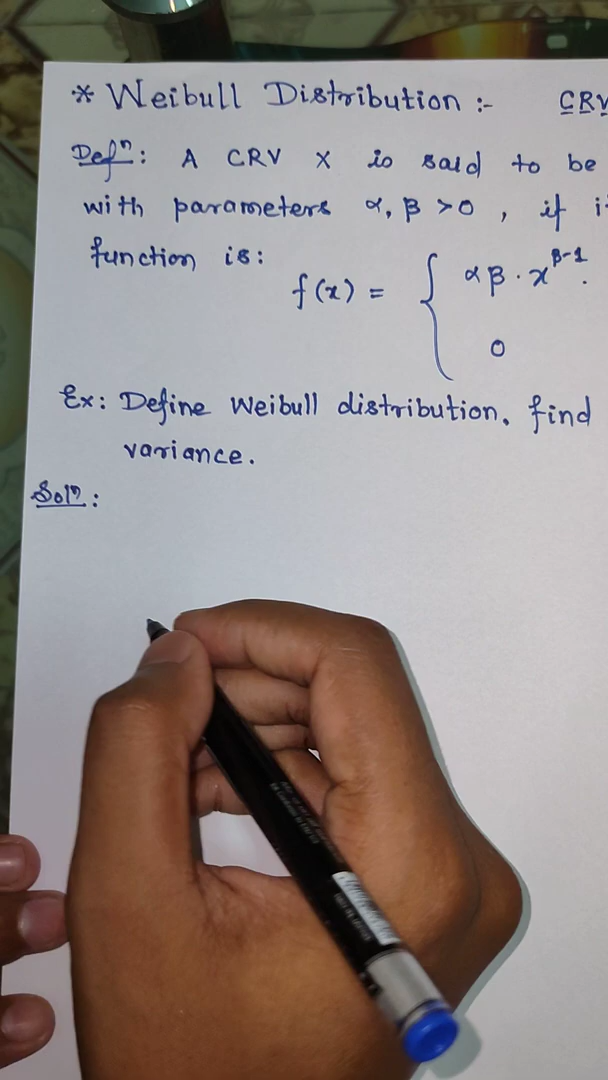 * Weibull Distribution :- CRV
Defⁿ: A CRV X is said to be
with parameters α, β >0 , if
function is:
f(x) = { αβ · x^β-1 .
0
Ex: Define Weibull distribution. find
variance.
Solⁿ: